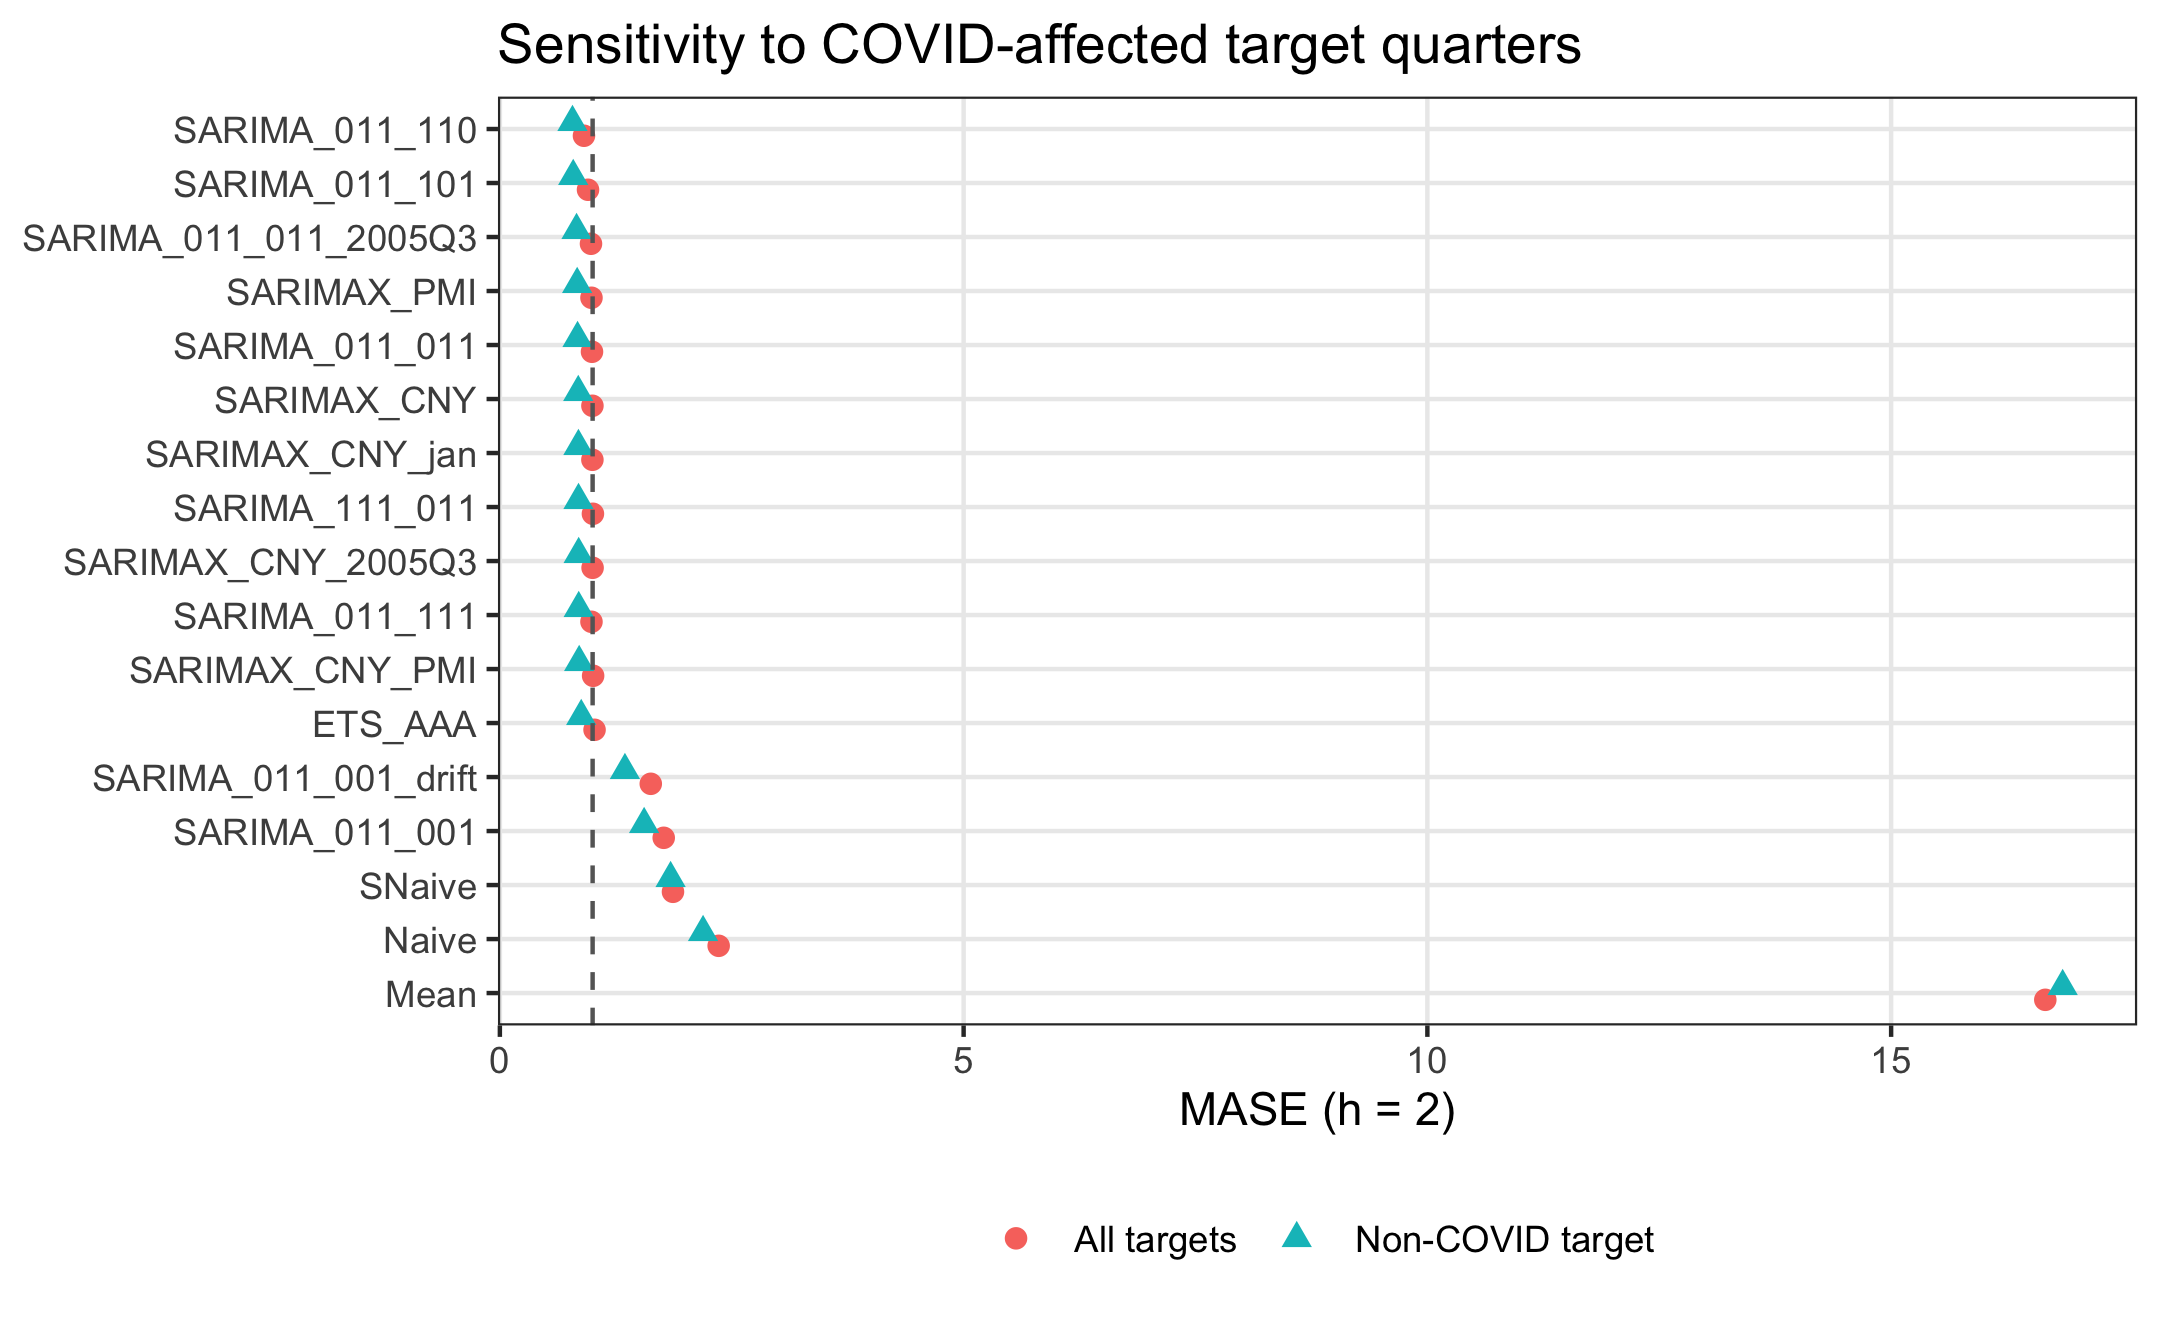 Sensitivity to COVID-affected target quarters
SARIMA_011_110
SARIMA_011_101
SARIMA_011_011_2005Q3
SARIMAX_PMI
SARIMA_011_011
SARIMAX_CNY
SARIMAX_CNY_jan
SARIMA_111_011
SARIMAX_CNY_2005Q3
SARIMA_011_111
SARIMAX_CNY_PMI
ETS_AAA
SARIMA_011_001_drift
SARIMA_011_001
SNaive
Naive
Mean
0 5 10 15
MASE (h = 2)
All targets Non-COVID target